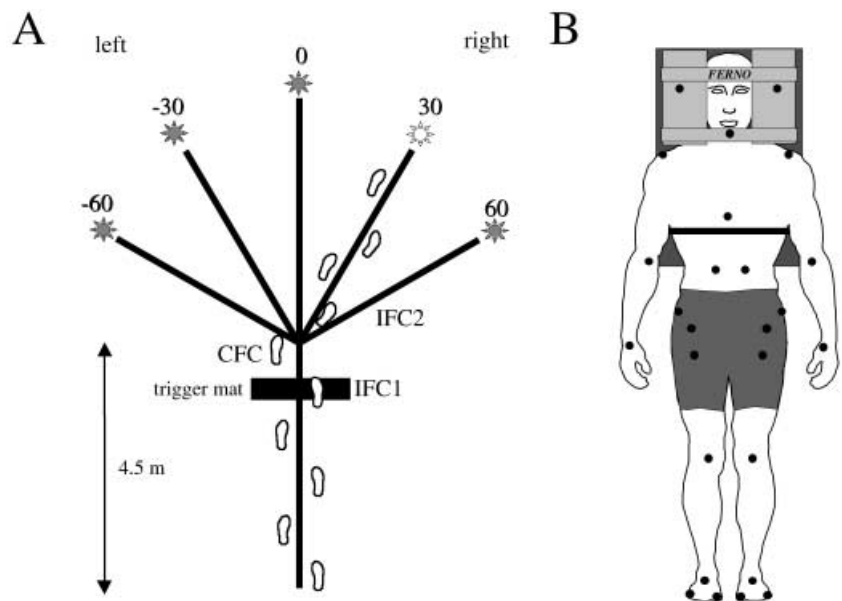 A
left
right
0
-30
30
-60
60
IFC2
CFC
trigger mat
IFC1
4.5 m
B
FERNO